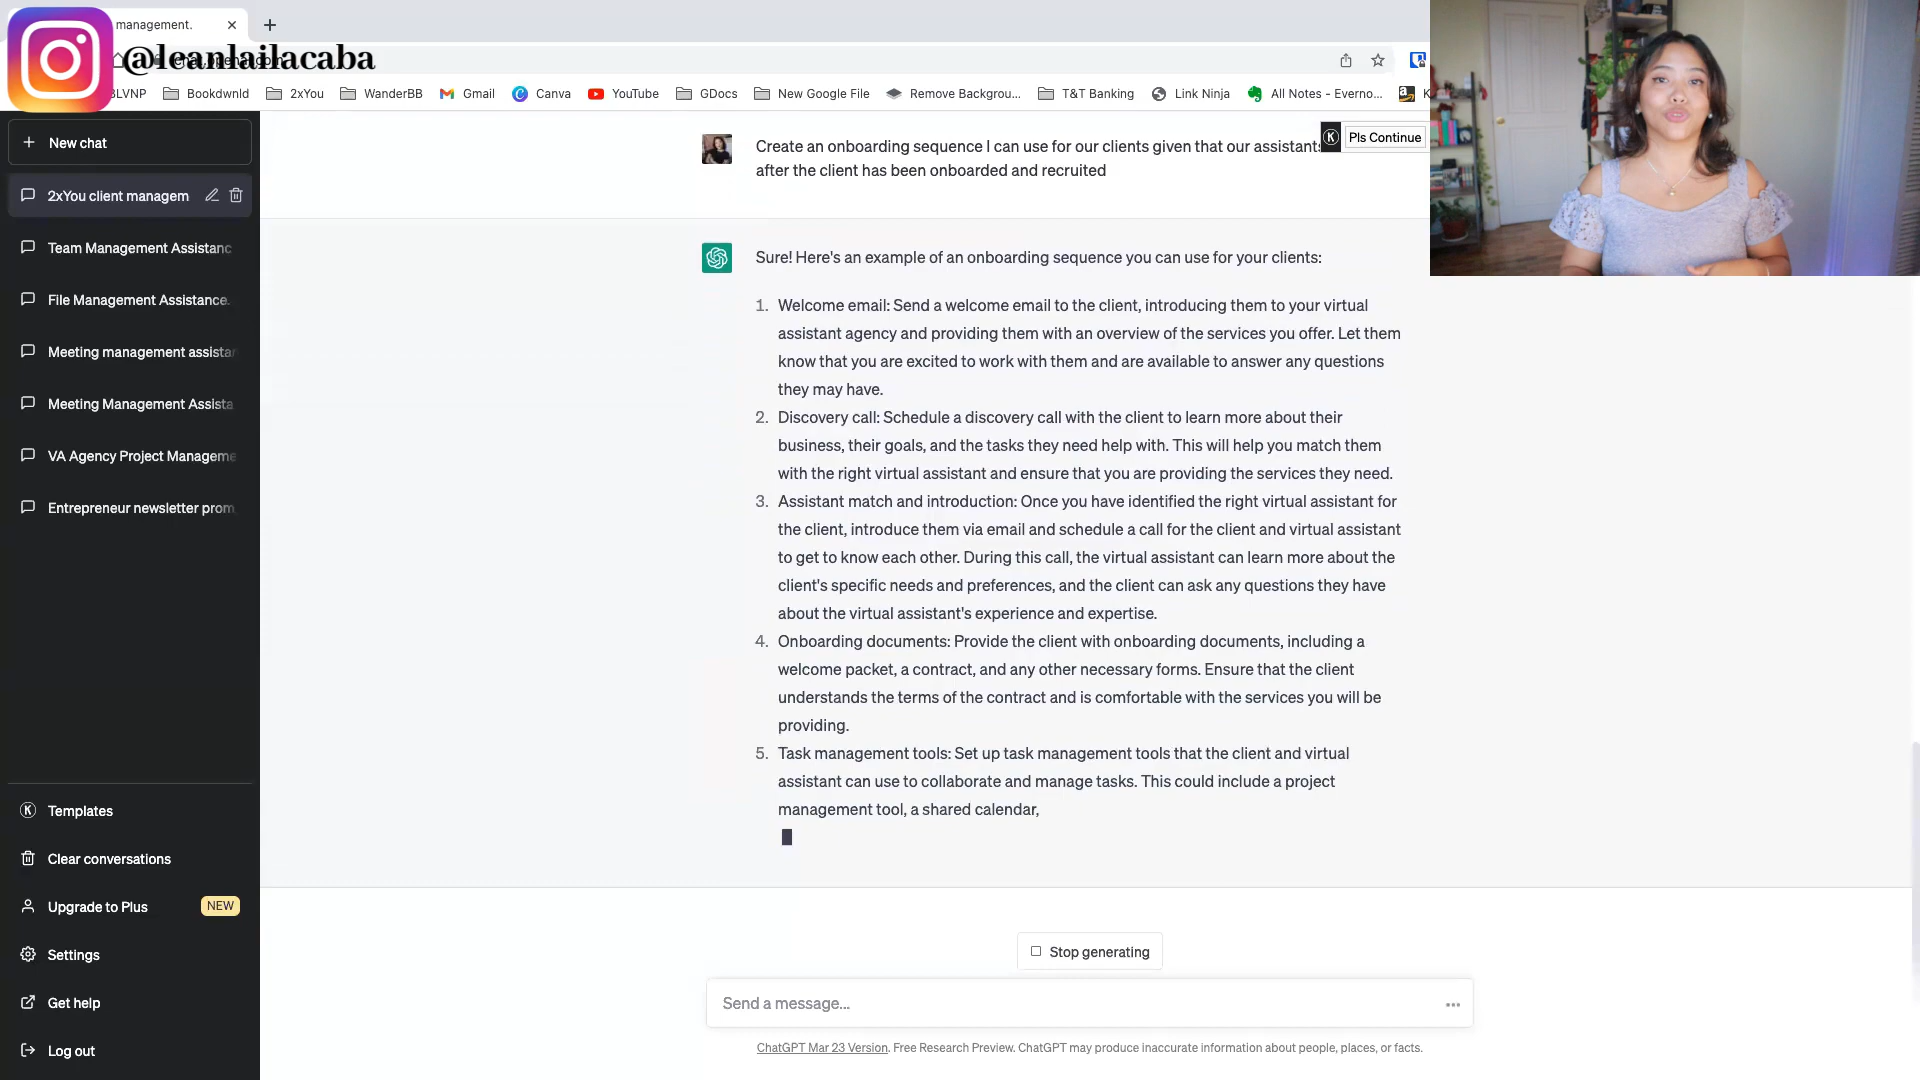 management.
@leanlailacaba
BLVNP
Bookdwnld
2xYou
WanderBB
Gmail
Canva
YouTube
GDocs
New Google File
Remove Backgrou...
T&T Banking
Link Ninja
All Notes - Everno...
K
New chat
2xYou client managem
Team Management Assistanc
File Management Assistance.
Meeting management assistan
Meeting Management Assista
VA Agency Project Manageme
Entrepreneur newsletter prom
Templates
Clear conversations
Upgrade to Plus
NEW
Settings
Get help
Log out
Create an onboarding sequence I can use for our clients given that our assistants
after the client has been onboarded and recruited
K
Pls Continue
Sure! Here's an example of an onboarding sequence you can use for your clients:
1. Welcome email: Send a welcome email to the client, introducing them to your virtual
assistant agency and providing them with an overview of the services you offer. Let them
know that you are excited to work with them and are available to answer any questions
they may have.
2. Discovery call: Schedule a discovery call with the client to learn more about their
business, their goals, and the tasks they need help with. This will help you match them
with the right virtual assistant and ensure that you are providing the services they need.
3. Assistant match and introduction: Once you have identified the right virtual assistant for
the client, introduce them via email and schedule a call for the client and virtual assistant
to get to know each other. During this call, the virtual assistant can learn more about the
client's specific needs and preferences, and the client can ask any questions they have
about the virtual assistant's experience and expertise.
4. Onboarding documents: Provide the client with onboarding documents, including a
welcome packet, a contract, and any other necessary forms. Ensure that the client
understands the terms of the contract and is comfortable with the services you will be
providing.
5. Task management tools: Set up task management tools that the client and virtual
assistant can use to collaborate and manage tasks. This could include a project
management tool, a shared calendar,
Stop generating
Send a message...
ChatGPT Mar 23 Version. Free Research Preview. ChatGPT may produce inaccurate information about people, places, or facts.